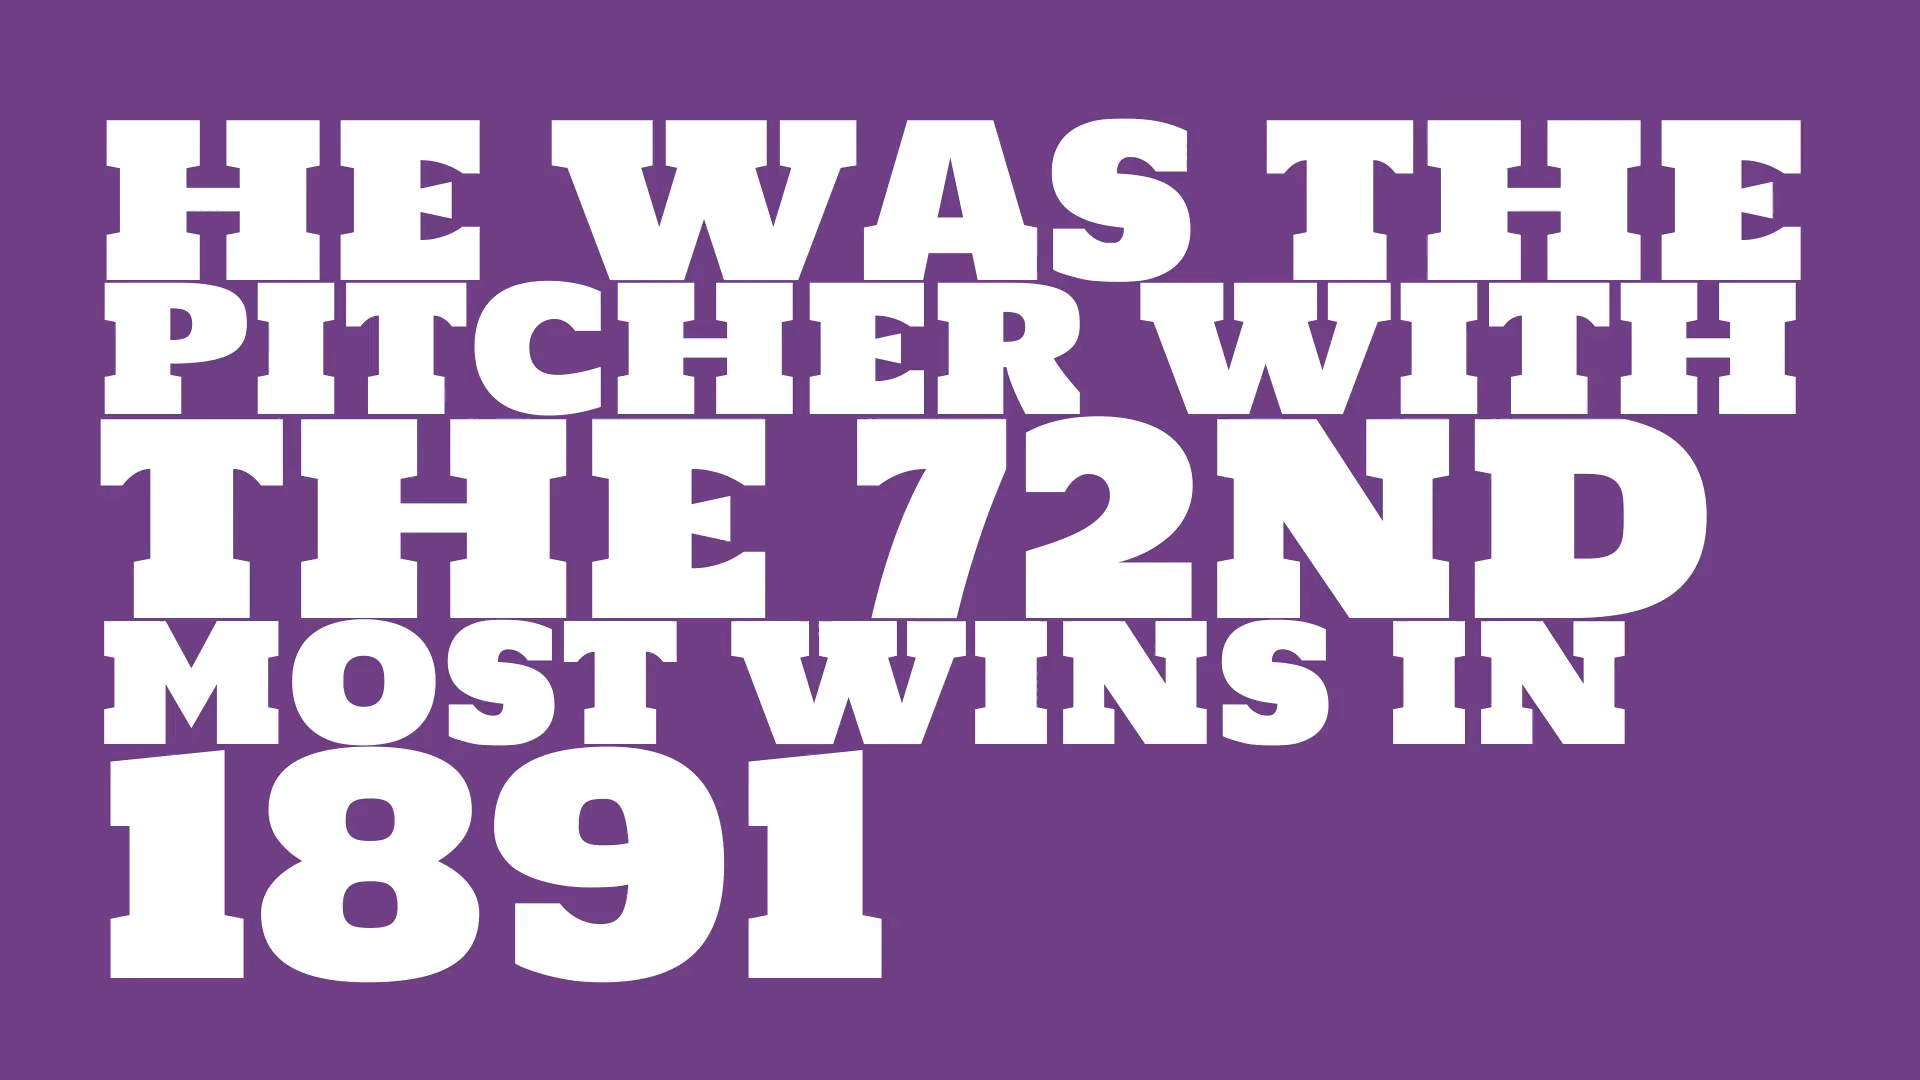 HE WAS THE
PITCHER WITH
THE 72ND
MOST WINS IN
1891